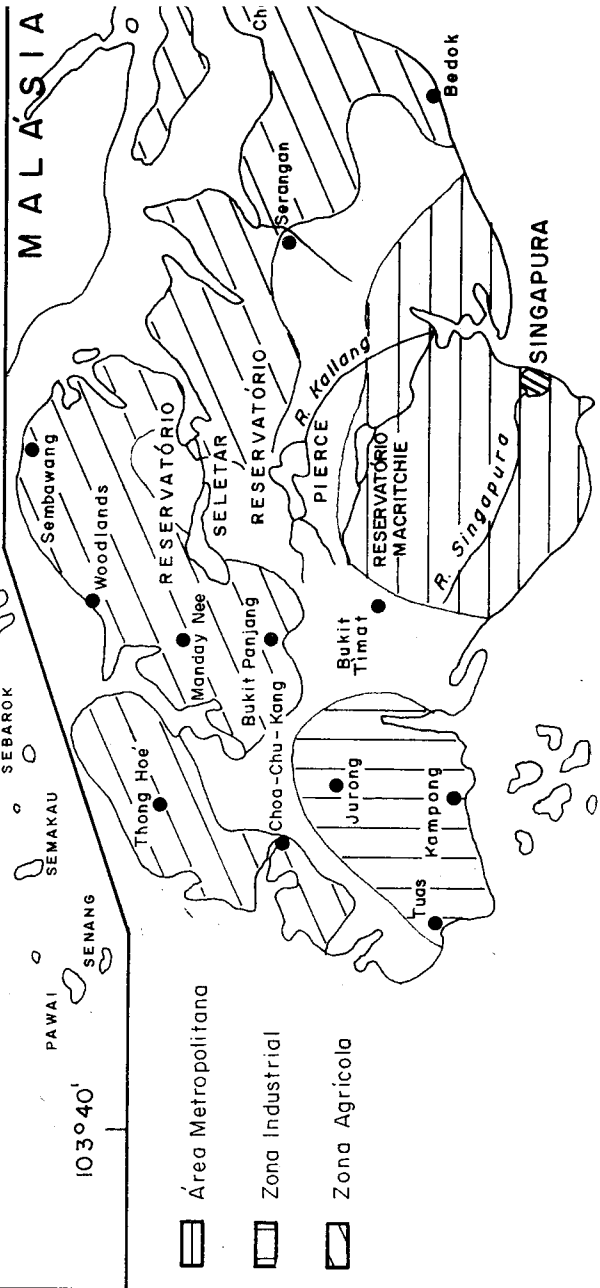 MALÁSIA
Ch
Bedok
Serangan
SINGAPURA
Sembawang
Woodlands
RESERVATÓRIO
SELETAR
RESERVATÓRIO
PIERCE
R. Kallang
RESERVATÓRIO
MACRITCHIE
R. Singapura
Manday Nee
Bukit Panjang
Bukit
Timat
Thong Hoe
Choa-Chu-Kang
Jurong
Kampong
Tuas
SEBAROK
SEMAKAU
SENANG
PAWAI
103°40'
Área Metropolitana
Zona Industrial
Zona Agrícola